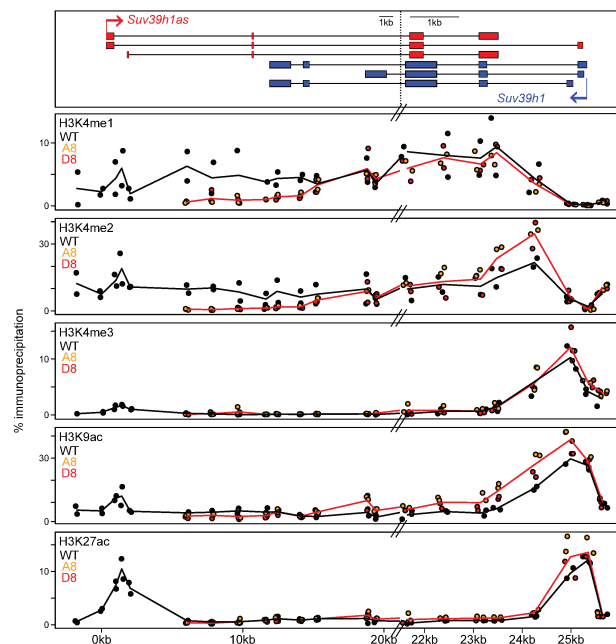 Suv39h1as
1kb 1kb
Suv39h1
H3K4me1
WT
A8
D8
10
0
H3K4me2
WT
A8
D8
30
10
0
H3K4me3
WT
A8
D8
10
0
H3K9ac
WT
A8
D8
30
10
0
H3K27ac
WT
A8
D8
10
0
% immunoprecipitation
0kb 10kb 20kb 22kb 23kb 24kb 25kb